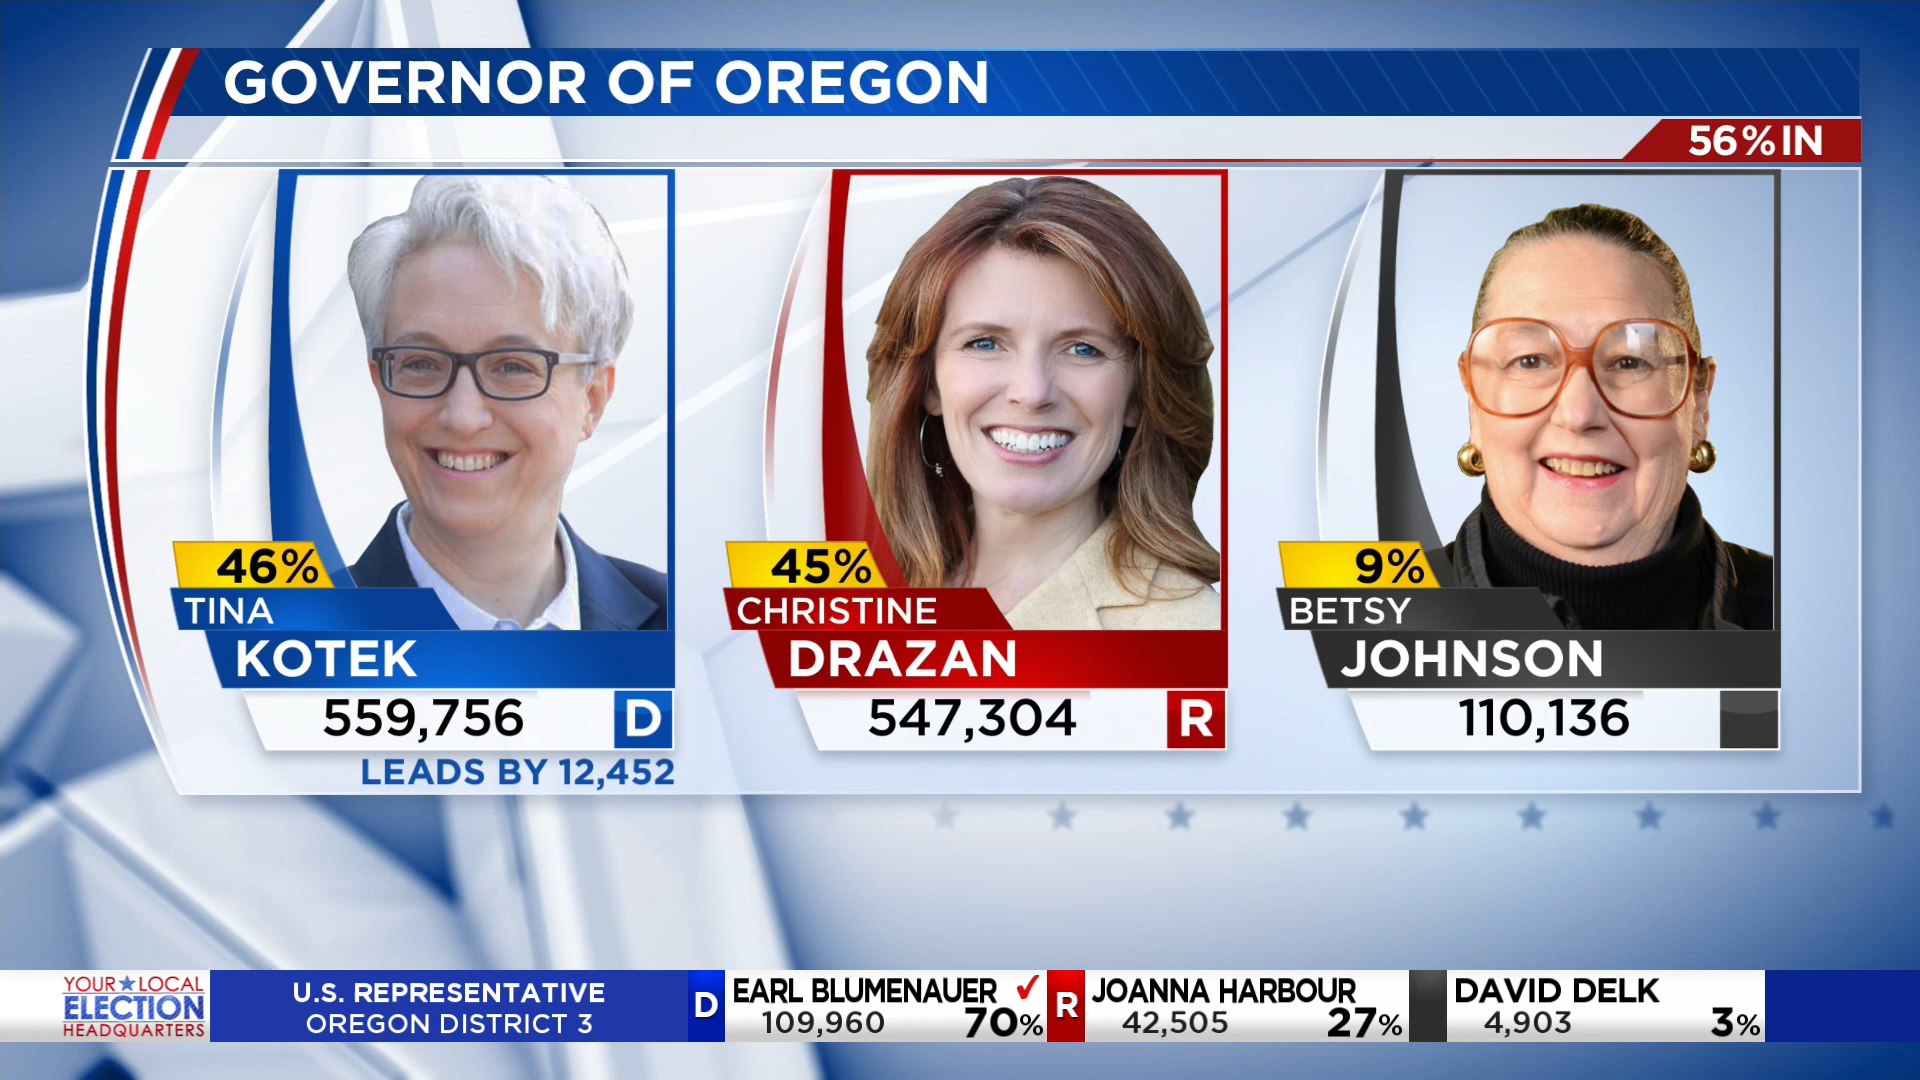 GOVERNOR OF OREGON
56% IN
46%
TINA
KOTEK
559,756 D
LEADS BY 12,452
45%
CHRISTINE
DRAZAN
547,304 R
9%
BETSY
JOHNSON
110,136
YOUR LOCAL
ELECTION
HEADQUARTERS
U.S. REPRESENTATIVE
OREGON DISTRICT 3
D EARL BLUMENAUER
109,960 70%
R JOANNA HARBOUR
42,505 27%
DAVID DELK
4,903 3%